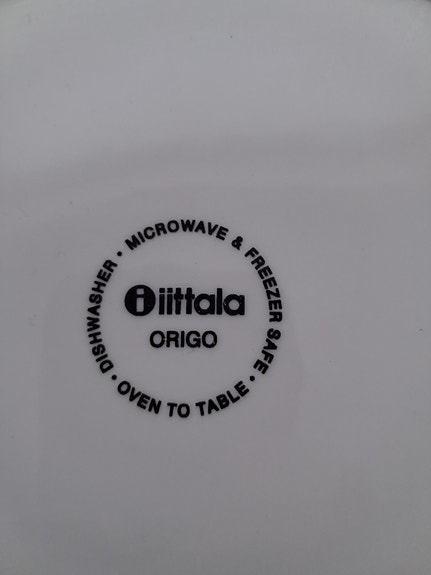 DISHWASHER • MICROWAVE & FREEZER SAFE •
OVEN TO TABLE •
i iittala
ORIGO